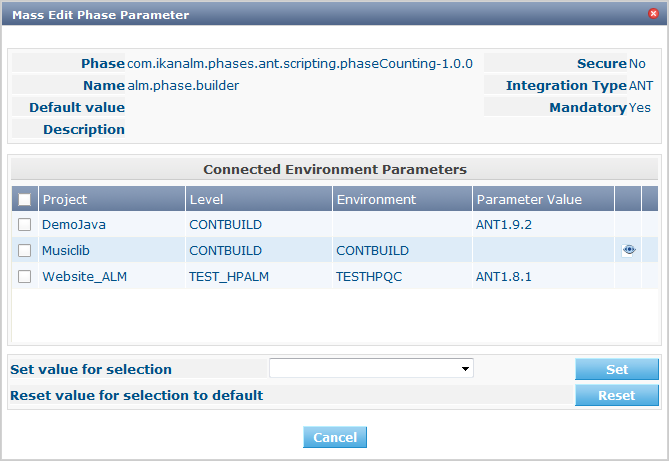 Mass Edit Phase Parameter
Phase com.ikanalm.phases.ant.scripting.phaseCounting-1.0.0 Secure No
Name alm.phase.builder Integration Type ANT
Default value Mandatory Yes
Description
Connected Environment Parameters
Project Level Environment Parameter Value
DemoJava CONTBUILD ANT1.9.2
Musiclib CONTBUILD CONTBUILD
Website_ALM TEST_HPALM TESTHPQC ANT1.8.1
Set value for selection Set
Reset value for selection to default Reset
Cancel